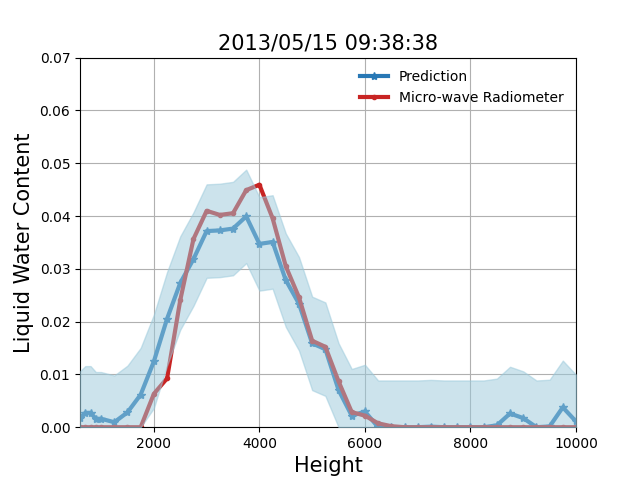 2013/05/15 09:38:38
0.07
0.06
0.05
0.04
0.03
0.02
0.01
0.00
Liquid Water Content
Prediction
Micro-wave Radiometer
2000 4000 6000 8000 10000
Height